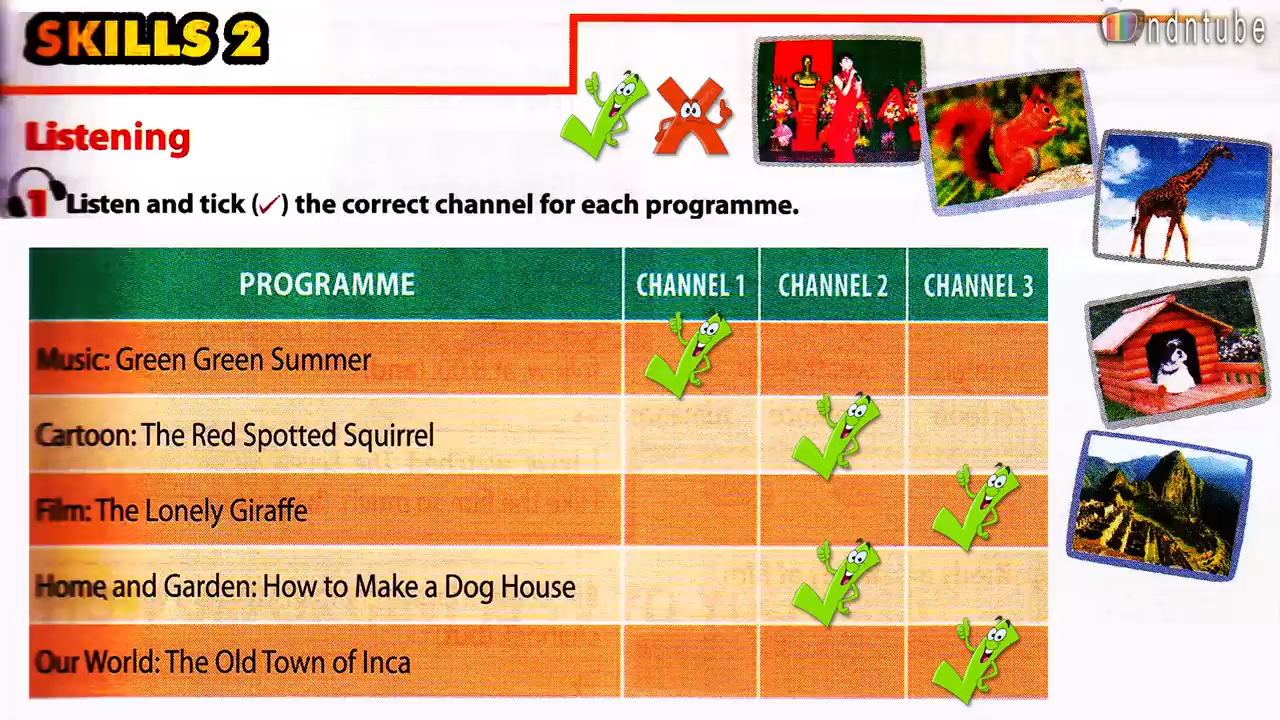 SKILLS 2
ndntube
Listening
1 Listen and tick (✓) the correct channel for each programme.
PROGRAMME CHANNEL 1 CHANNEL 2 CHANNEL 3
Music: Green Green Summer
Cartoon: The Red Spotted Squirrel
Film: The Lonely Giraffe
Home and Garden: How to Make a Dog House
Our World: The Old Town of Inca